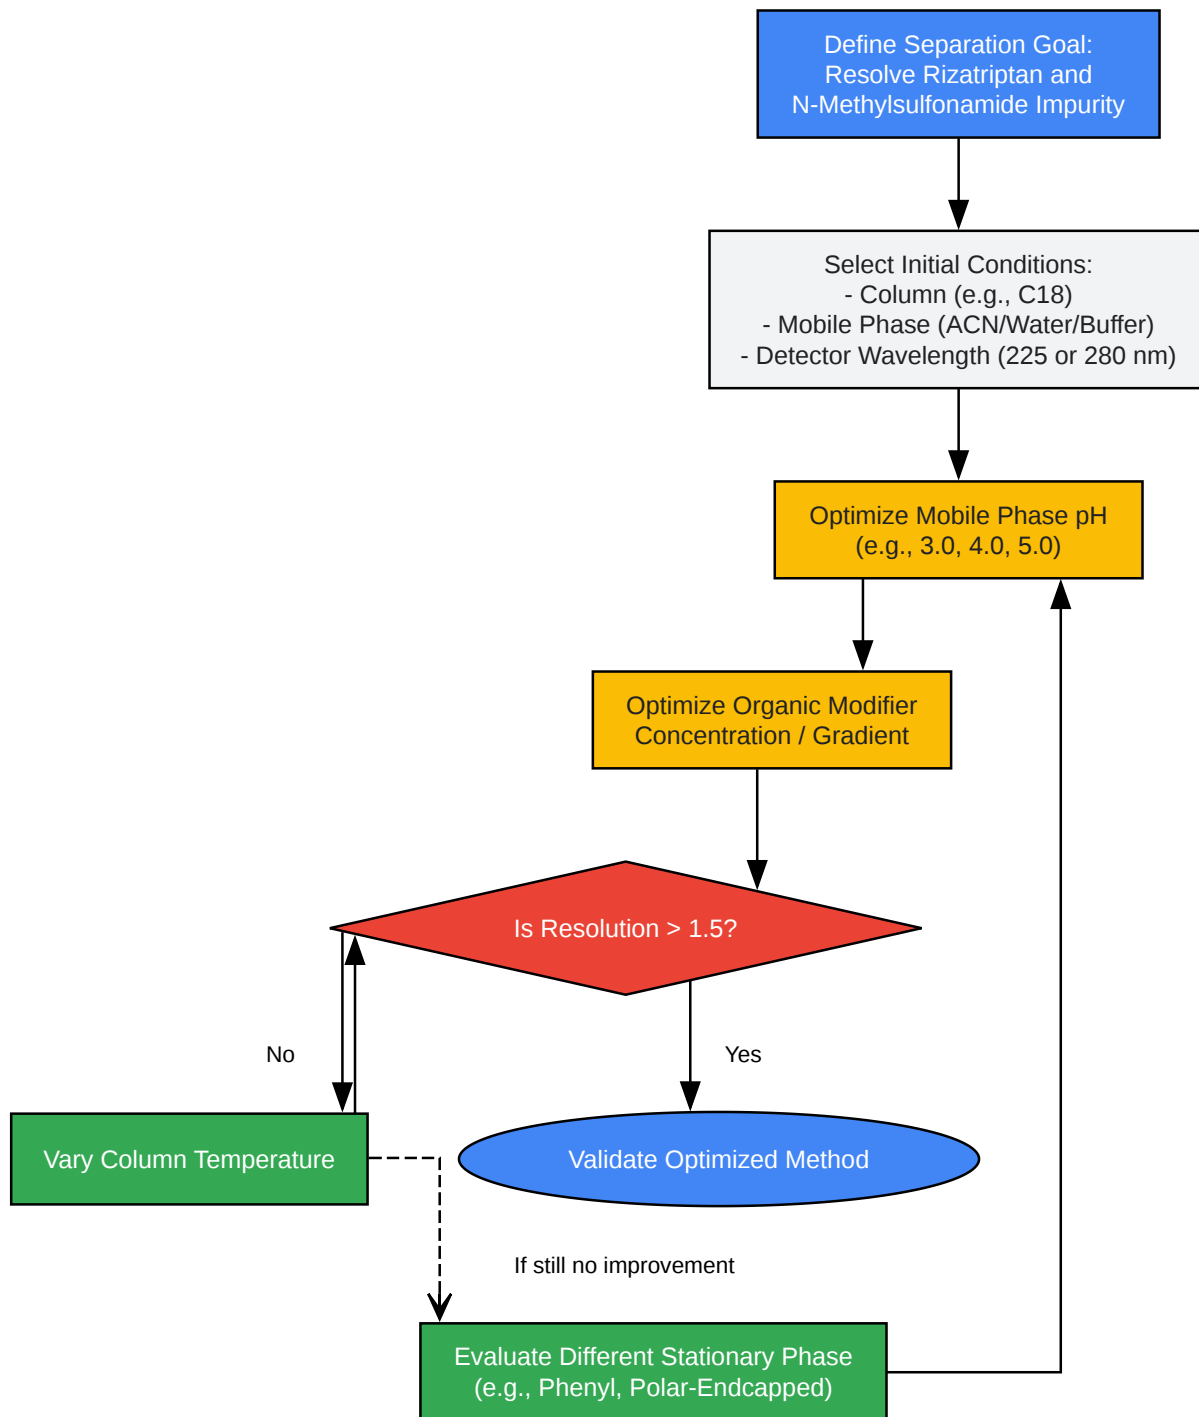 Define Separation Goal:
Resolve Rizatriptan and
N-Methylsulfonamide Impurity
Select Initial Conditions:
- Column (e.g., C18)
- Mobile Phase (ACN/Water/Buffer)
- Detector Wavelength (225 or 280 nm)
Optimize Mobile Phase pH
(e.g., 3.0, 4.0, 5.0)
Optimize Organic Modifier
Concentration / Gradient
Is Resolution > 1.5?
No
Yes
Vary Column Temperature
Validate Optimized Method
If still no improvement
Evaluate Different Stationary Phase
(e.g., Phenyl, Polar-Endcapped)